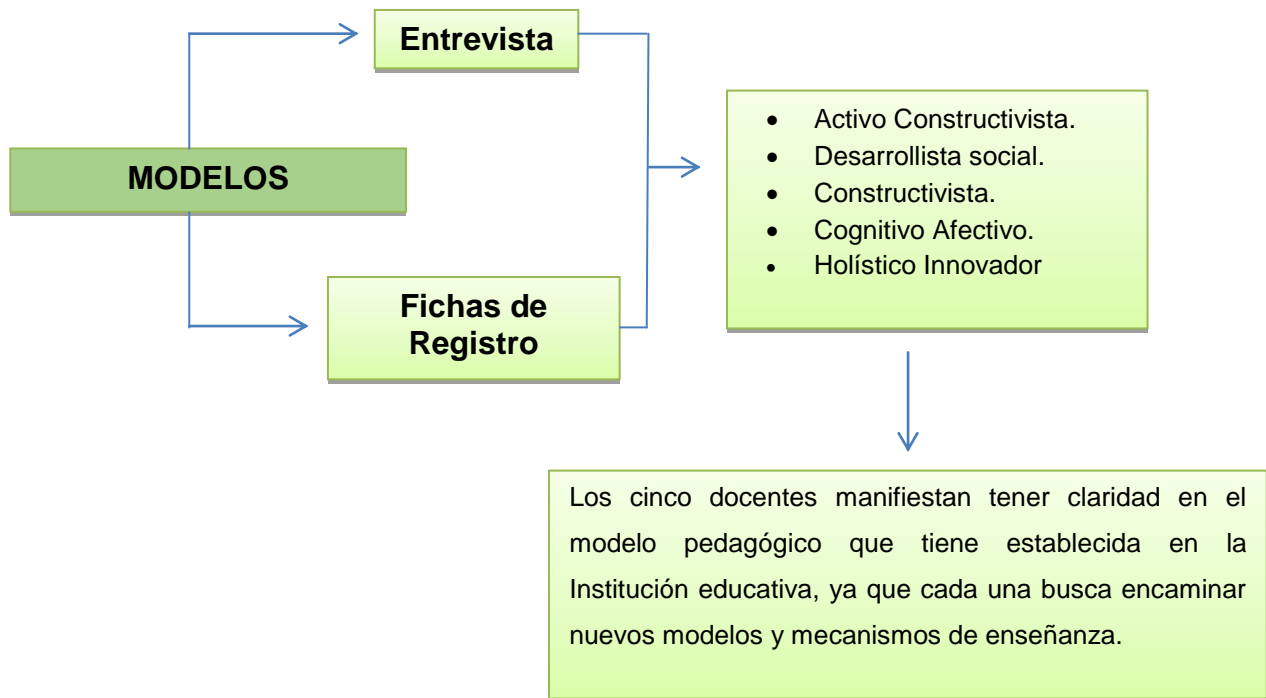 Entrevista
MODELOS
Fichas de
Registro
• Activo Constructivista.
• Desarrollista social.
• Constructivista.
• Cognitivo Afectivo.
• Holístico Innovador
Los cinco docentes manifiestan tener claridad en el
modelo pedagógico que tiene establecida en la
Institución educativa, ya que cada una busca encaminar
nuevos modelos y mecanismos de enseñanza.